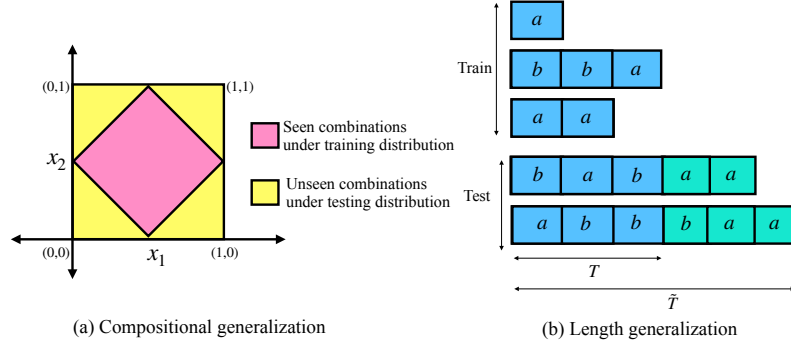 (0,1)
(1,1)
x2
(0,0)
x1
(1,0)
Seen combinations
under training distribution
Unseen combinations
under testing distribution
(a) Compositional generalization
Train
a
b b a
a a
Test
b a b a a
a b b b a a
T
T̃
(b) Length generalization